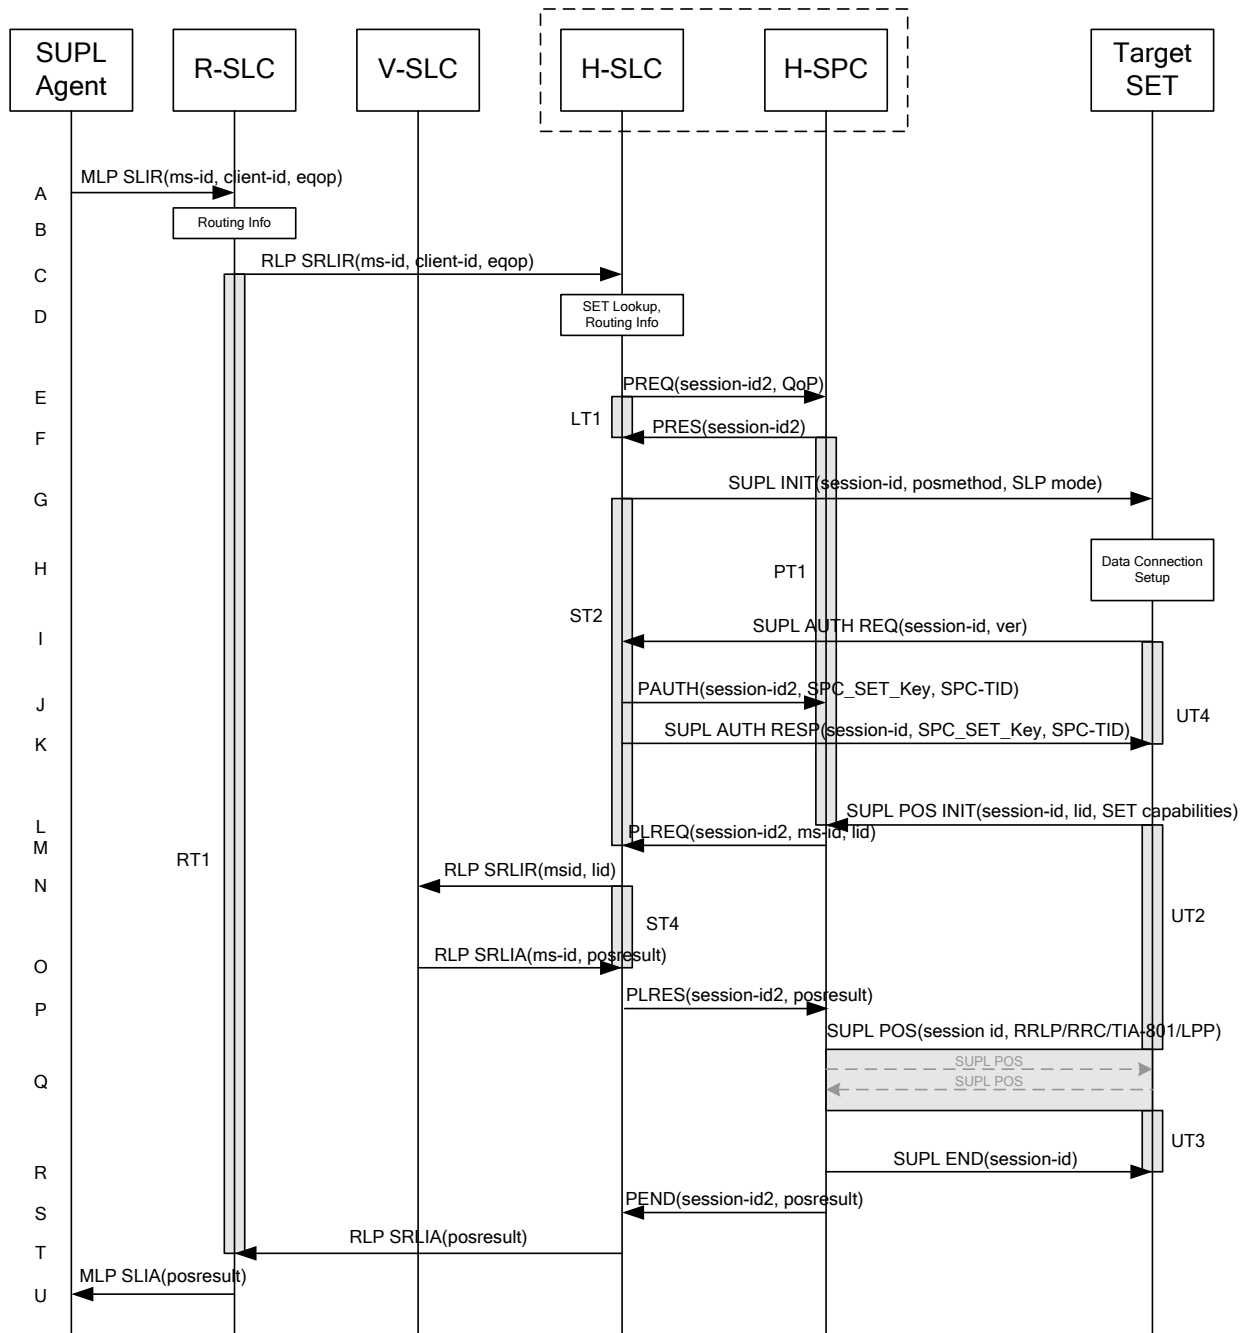 SUPL
Agent
R-SLC
V-SLC
H-SLC
H-SPC
Target
SET
A
MLP SLIR(ms-id, client-id, eqop)
B
Routing Info
C
RLP SRLIR(ms-id, client-id, eqop)
D
SET Lookup,
Routing Info
E
PREQ(session-id2, QoP)
LT1
F
PRES(session-id2)
G
SUPL INIT(session-id, posmethod, SLP mode)
H
PT1
Data Connection
Setup
ST2
I
SUPL AUTH REQ(session-id, ver)
J
PAUTH(session-id2, SPC_SET_Key, SPC-TID)
UT4
K
SUPL AUTH RESP(session-id, SPC_SET_Key, SPC-TID)
L
SUPL POS INIT(session-id, lid, SET capabilities)
M
PLREQ(session-id2, ms-id, lid)
RT1
N
RLP SRLIR(msid, lid)
ST4
UT2
O
RLP SRLIA(ms-id, posresult)
P
PLRES(session-id2, posresult)
SUPL POS(session id, RRLP/RRC/TIA-801/LPP)
SUPL POS
Q
SUPL POS
UT3
R
SUPL END(session-id)
S
PEND(session-id2, posresult)
T
RLP SRLIA(posresult)
U
MLP SLIA(posresult)